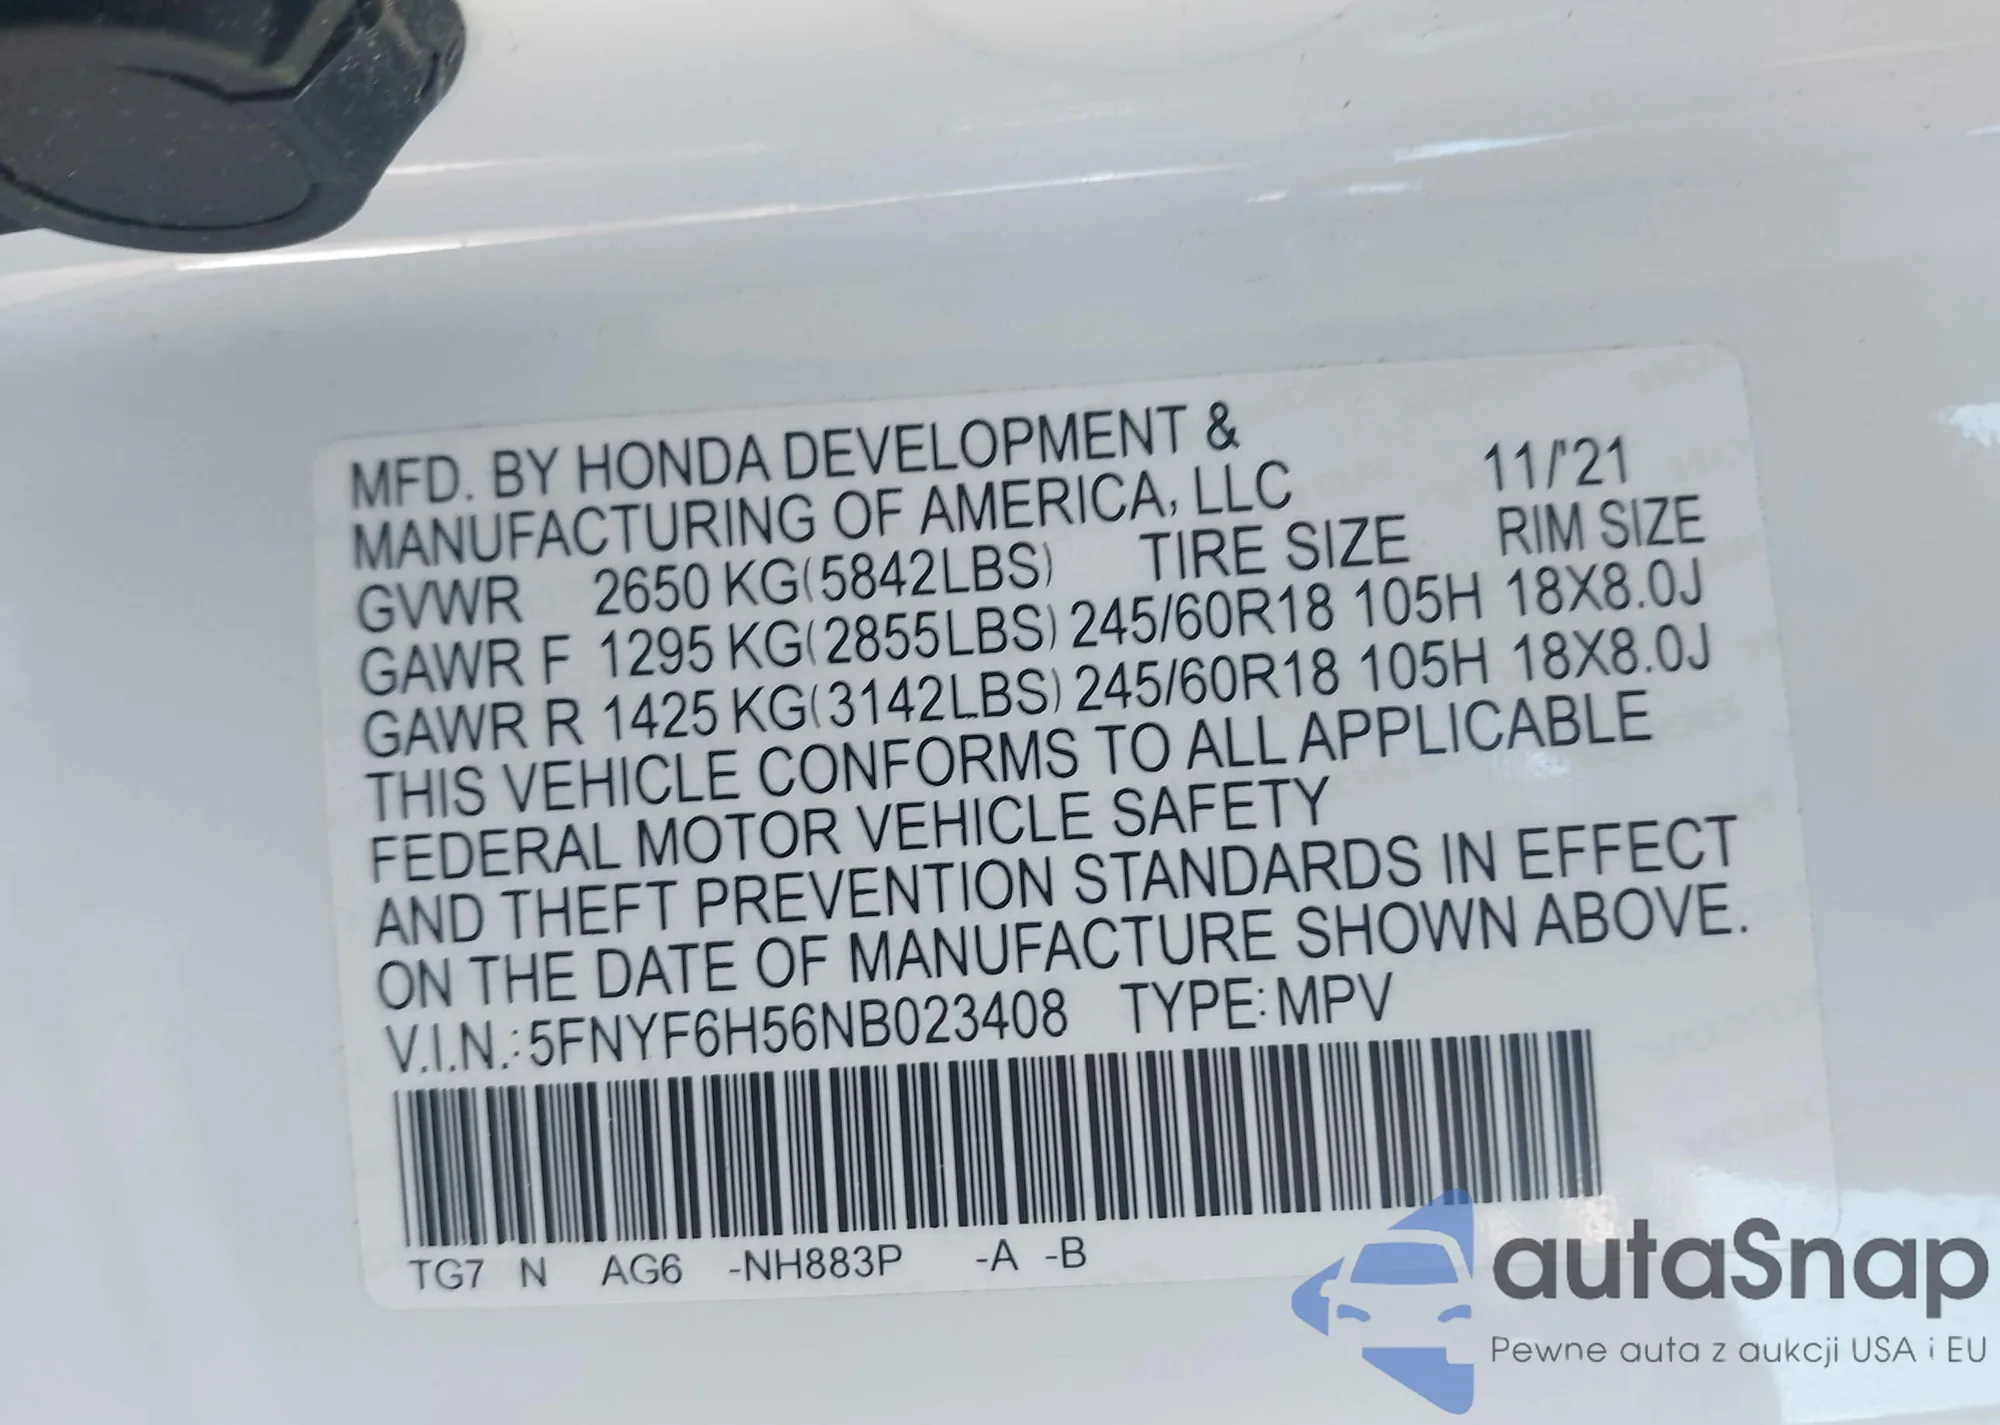 MFD. BY HONDA DEVELOPMENT &
MANUFACTURING OF AMERICA, LLC 11/'21
GVWR 2650 KG(5842LBS) TIRE SIZE RIM SIZE
GAWR F 1295 KG(2855LBS) 245/60R18 105H 18X8.0J
GAWR R 1425 KG(3142LBS) 245/60R18 105H 18X8.0J
THIS VEHICLE CONFORMS TO ALL APPLICABLE
FEDERAL MOTOR VEHICLE SAFETY
AND THEFT PREVENTION STANDARDS IN EFFECT
ON THE DATE OF MANUFACTURE SHOWN ABOVE.
V.I.N.: 5FNYF6H56NB023408 TYPE: MPV
TG7 N AG6 -NH883P -A -B
autaSnap
Pewne auta z aukcji USA i EU